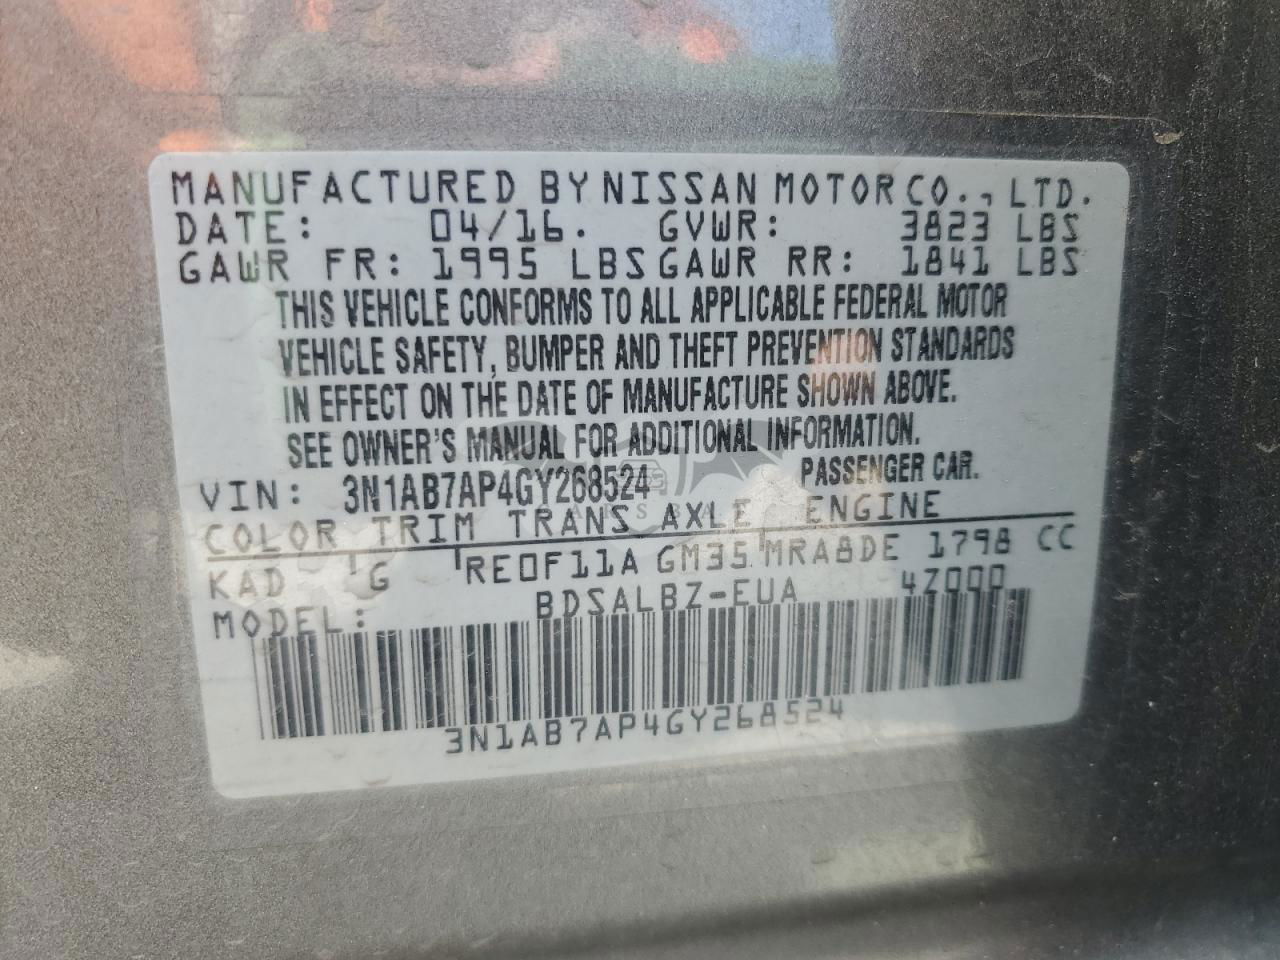 MANUFACTURED BY NISSAN MOTOR CO., LTD.
DATE: 04/16. GVWR: 3823 LBS
GAWR FR: 1995 LBS GAWR RR: 1841 LBS
THIS VEHICLE CONFORMS TO ALL APPLICABLE FEDERAL MOTOR
VEHICLE SAFETY, BUMPER AND THEFT PREVENTION STANDARDS
IN EFFECT ON THE DATE OF MANUFACTURE SHOWN ABOVE.
SEE OWNER'S MANUAL FOR ADDITIONAL INFORMATION.
VIN: 3N1AB7AP4GY268524 PASSENGER CAR.
COLOR TRIM TRANS AXLE ENGINE
KAD G RE0F11A GM35 MRA8DE 1798 CC
MODEL: BDSALBZ-EUA 4Z000
3N1AB7AP4GY268524